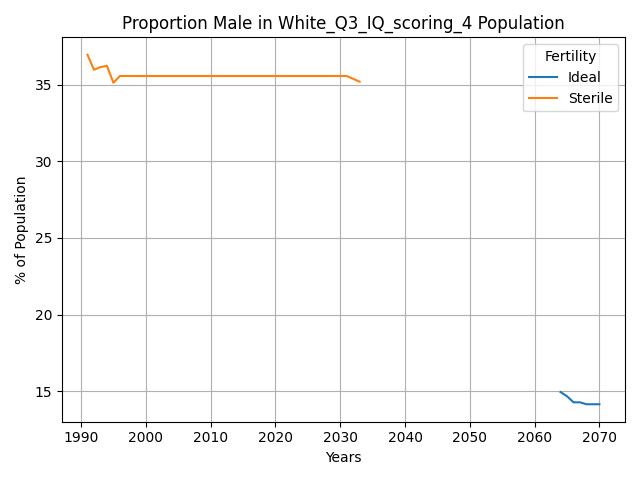 Proportion Male in White_Q3_IQ_scoring_4 Population
Fertility
Ideal
Sterile
% of Population
35
30
25
20
15
1990 2000 2010 2020 2030 2040 2050 2060 2070
Years